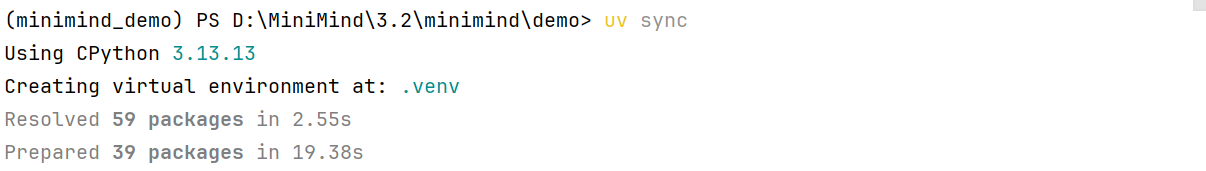 (minimind_demo) PS D:\MiniMind\3.2\minimind\demo> uv sync
Using CPython 3.13.13
Creating virtual environment at: .venv
Resolved 59 packages in 2.55s
Prepared 39 packages in 19.38s